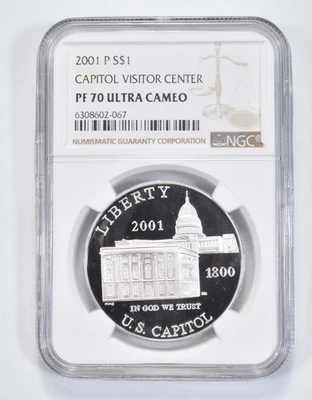 2001 P S$1
CAPITOL VISITOR CENTER
PF 70 ULTRA CAMEO
6308602-067
NUMISMATIC GUARANTY CORPORATION
NGC
LIBERTY
2001
1800
IN GOD WE TRUST
U.S. CAPITOL